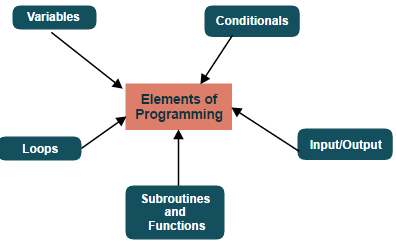 Variables
Conditionals
Elements of
Programming
Loops
Input/Output
Subroutines
and
Functions